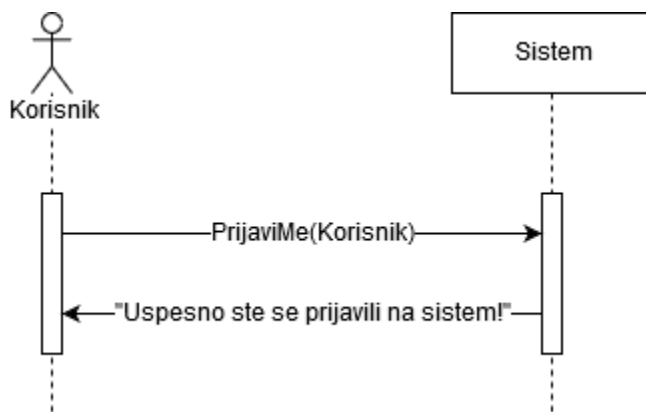 Sistem
Korisnik
PrijaviMe(Korisnik)
"Uspesno ste se prijavili na sistem!"